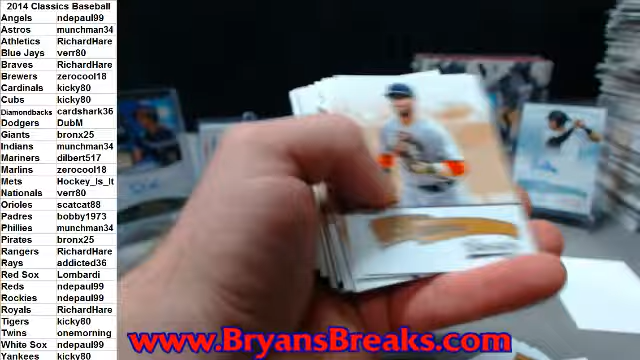 2014 Classics Baseball
Angels ndepaul99
Astros munchman34
Athletics RichardHare
Blue Jays verr80
Braves RichardHare
Brewers zerocool18
Cardinals kicky80
Cubs kicky80
Diamondbacks cardshark36
Dodgers DubM
Giants bronx25
Indians munchman34
Mariners dilbert517
Marlins zerocool18
Mets Hockey_Is_It
Nationals verr80
Orioles scatcat88
Padres bobby1973
Phillies munchman34
Pirates bronx25
Rangers RichardHare
Rays addicted36
Red Sox Lombardi
Reds ndepaul99
Rockies ndepaul99
Royals RichardHare
Tigers kicky80
Twins onemorning
White Sox ndepaul99
Yankees kicky80
www.BryansBreaks.com